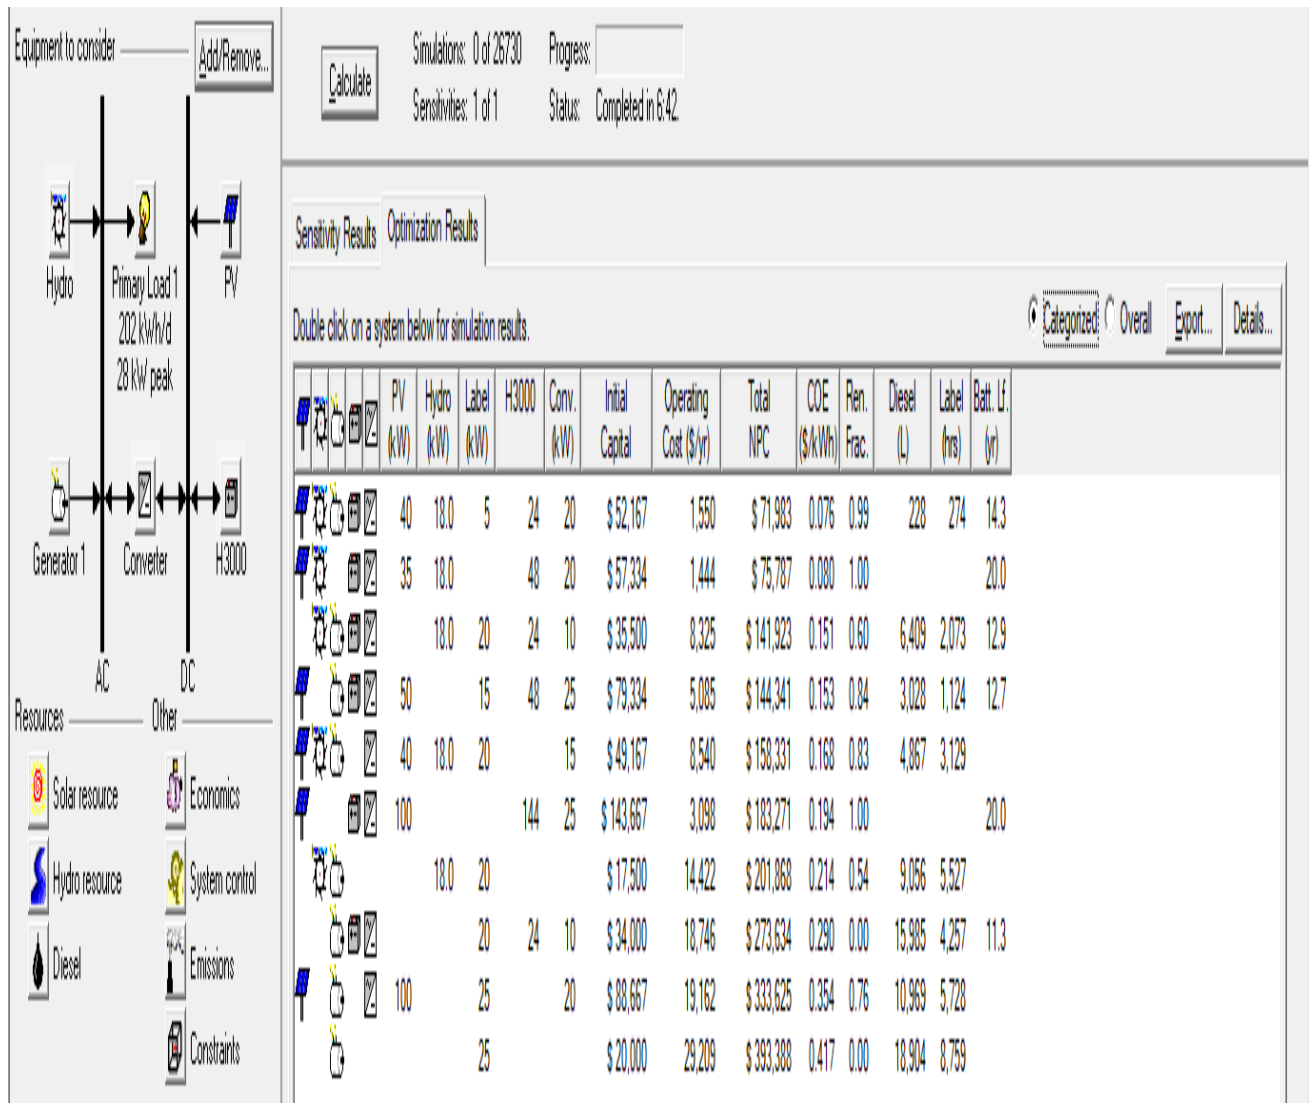 Equipment to consider
Add/Remove...
Hydro
Primary Load 1
202 kWh/d
28 kW peak
PV
Generator 1
Converter
H3000
AC
DC
Resources
Other
Solar resource
Economics
Hydro resource
System control
Diesel
Emissions
Constraints
Calculate
Simulations: 0 of 26730
Progress:
Sensitivities: 1 of 1
Status: Completed in 6:42.
Sensitivity Results
Optimization Results
Double click on a system below for simulation results.
Categorized
Overall
Export...
Details...
PV (kW) Hydro (kW) Label (kW) H3000 Conv. (kW) Initial Capital Operating Cost ($/yr) Total NPC COE ($/kWh) Ren. Frac. Diesel (L) Label (hrs) Batt. Lf. (yr)
40 18.0 5 24 20 $ 52,167 1,550 $ 71,983 0.076 0.99 228 274 14.3
35 18.0 48 20 $ 57,334 1,444 $ 75,787 0.080 1.00 20.0
18.0 20 24 10 $ 35,500 8,325 $ 141,923 0.151 0.60 6,409 2,073 12.9
50 15 48 25 $ 79,334 5,085 $ 144,341 0.153 0.84 3,028 1,124 12.7
40 18.0 20 15 $ 49,167 8,540 $ 158,331 0.168 0.83 4,867 3,129
100 144 25 $ 143,667 3,098 $ 183,271 0.194 1.00 20.0
18.0 20 $ 17,500 14,422 $ 201,868 0.214 0.54 9,056 5,527
20 24 10 $ 34,000 18,746 $ 273,634 0.290 0.00 15,985 4,257 11.3
100 25 20 $ 88,667 19,162 $ 333,625 0.354 0.76 10,969 5,728
25 $ 20,000 29,209 $ 393,388 0.417 0.00 18,904 8,759